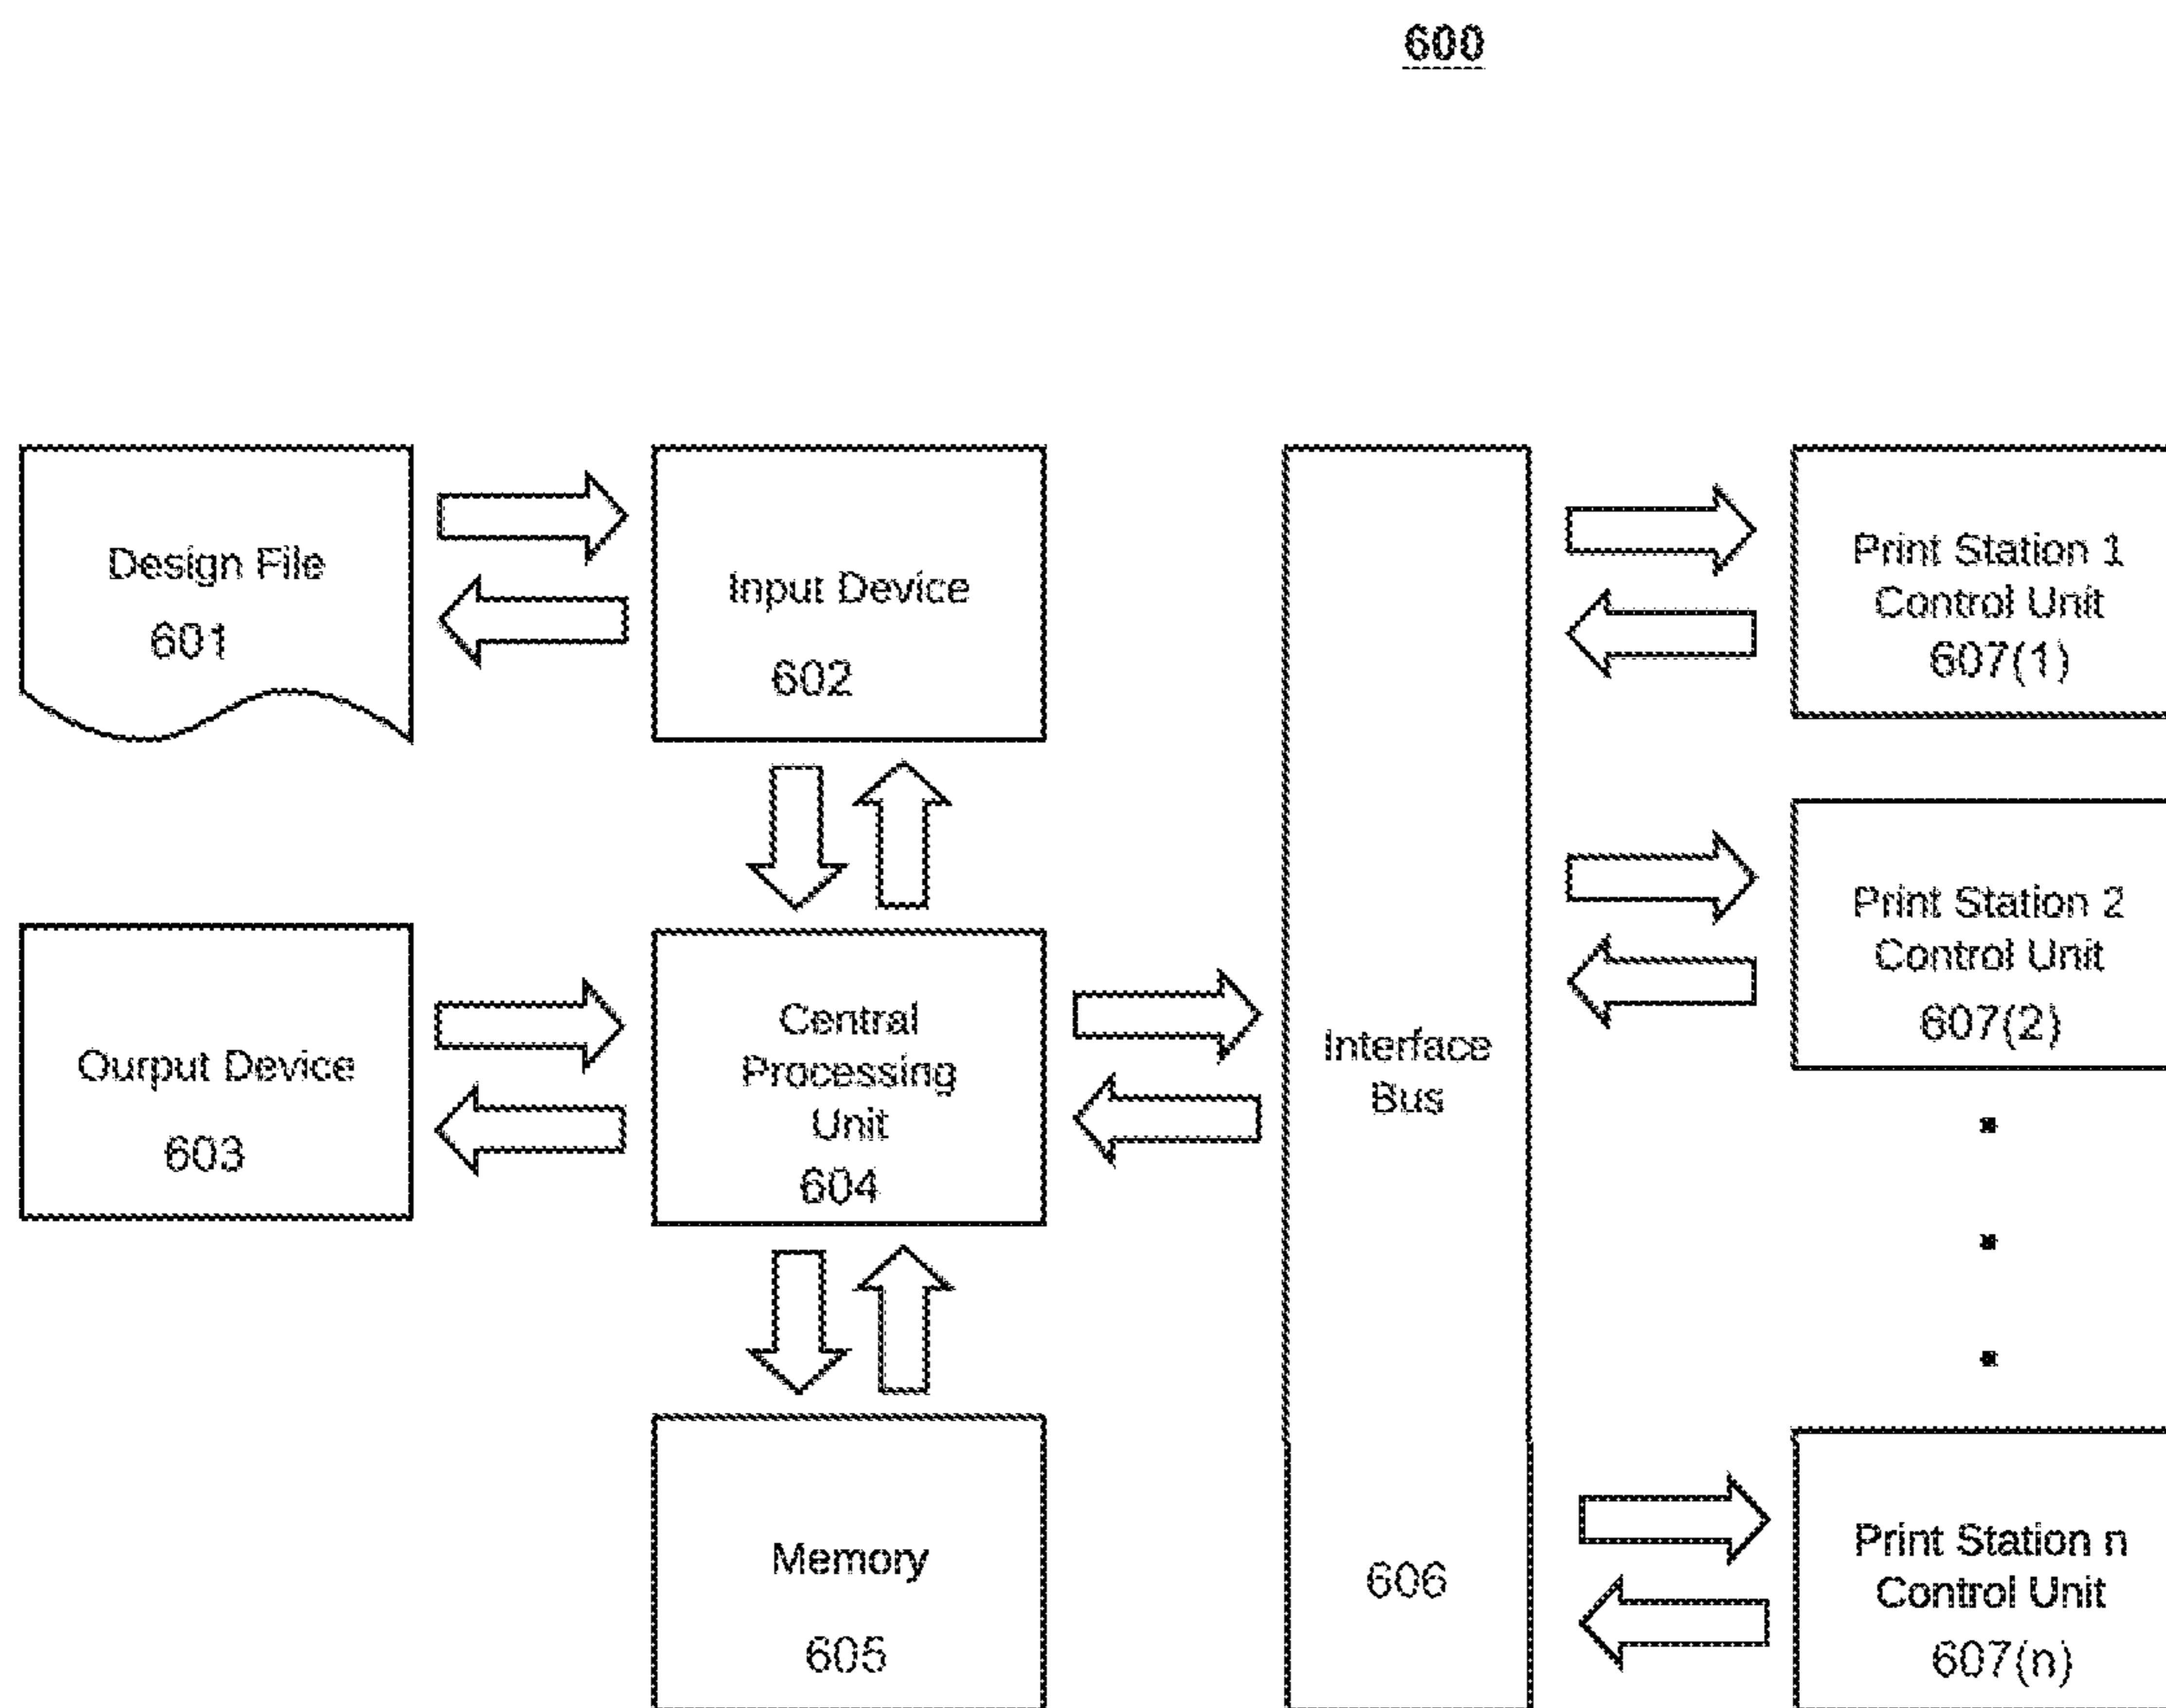 600
Design File
601
Input Device
602
Print Station 1
Control Unit
607(1)
Ourput Device
603
Central
Processing
Unit
604
Interface
Bus
606
Print Station 2
Control Unit
607(2)
Memory
605
Print Station n
Control Unit
607(n)